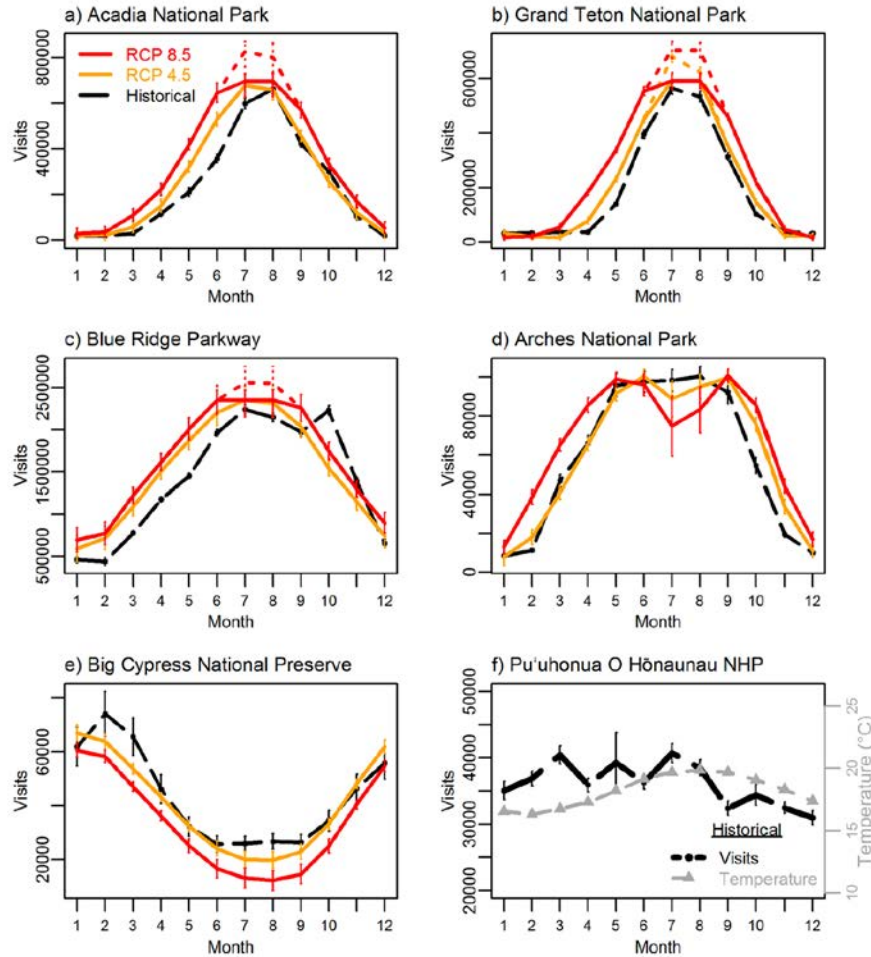 a) Acadia National Park
RCP 8.5
RCP 4.5
Historical
Visits
0
400000
800000
1 2 3 4 5 6 7 8 9 10 11 12
Month
b) Grand Teton National Park
Visits
0
200000
600000
1 2 3 4 5 6 7 8 9 10 11 12
Month
c) Blue Ridge Parkway
Visits
500000
1500000
2500000
1 2 3 4 5 6 7 8 9 10 11 12
Month
d) Arches National Park
Visits
0
40000
80000
1 2 3 4 5 6 7 8 9 10 11 12
Month
e) Big Cypress National Preserve
Visits
20000
60000
1 2 3 4 5 6 7 8 9 10 11 12
Month
f) Pu'uhonua O Hōnaunau NHP
Visits
20000
30000
40000
50000
Historical
Visits
Temperature
10
15
20
25
Temperature (°C)
1 2 3 4 5 6 7 8 9 10 11 12
Month